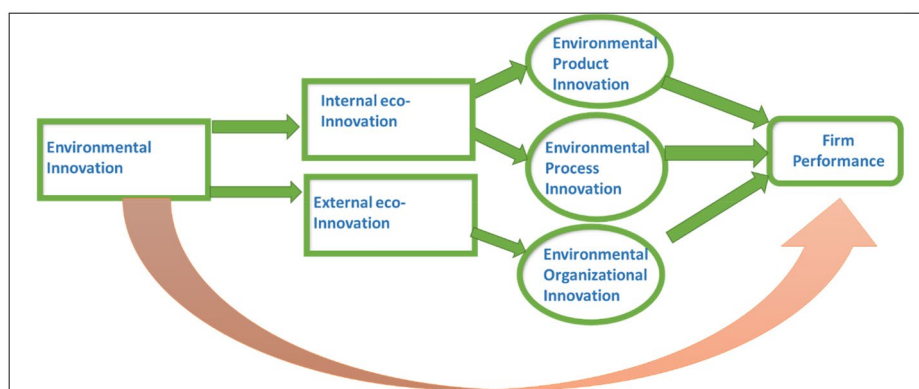 Environmental
Innovation
Internal eco-
Innovation
External eco-
Innovation
Environmental
Product
Innovation
Environmental
Process
Innovation
Environmental
Organizational
Innovation
Firm
Performance